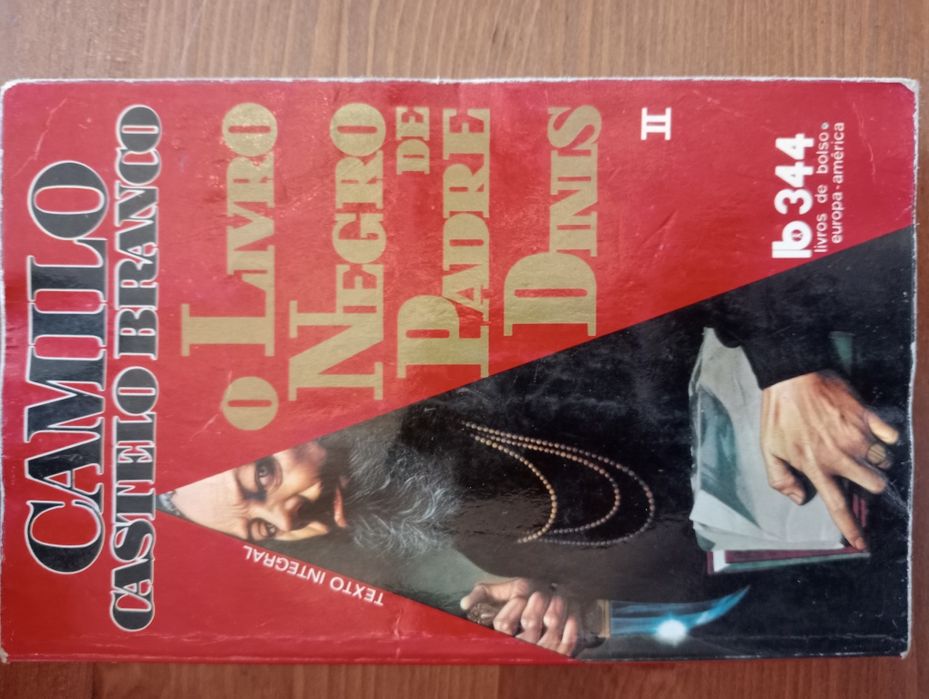 CAMILO
CASTELO BRANCO
O LIVRO
NEGRO
DE
PADRE
DINIS
II
TEXTO INTEGRAL
lb 344
livros de bolso
europa-américa